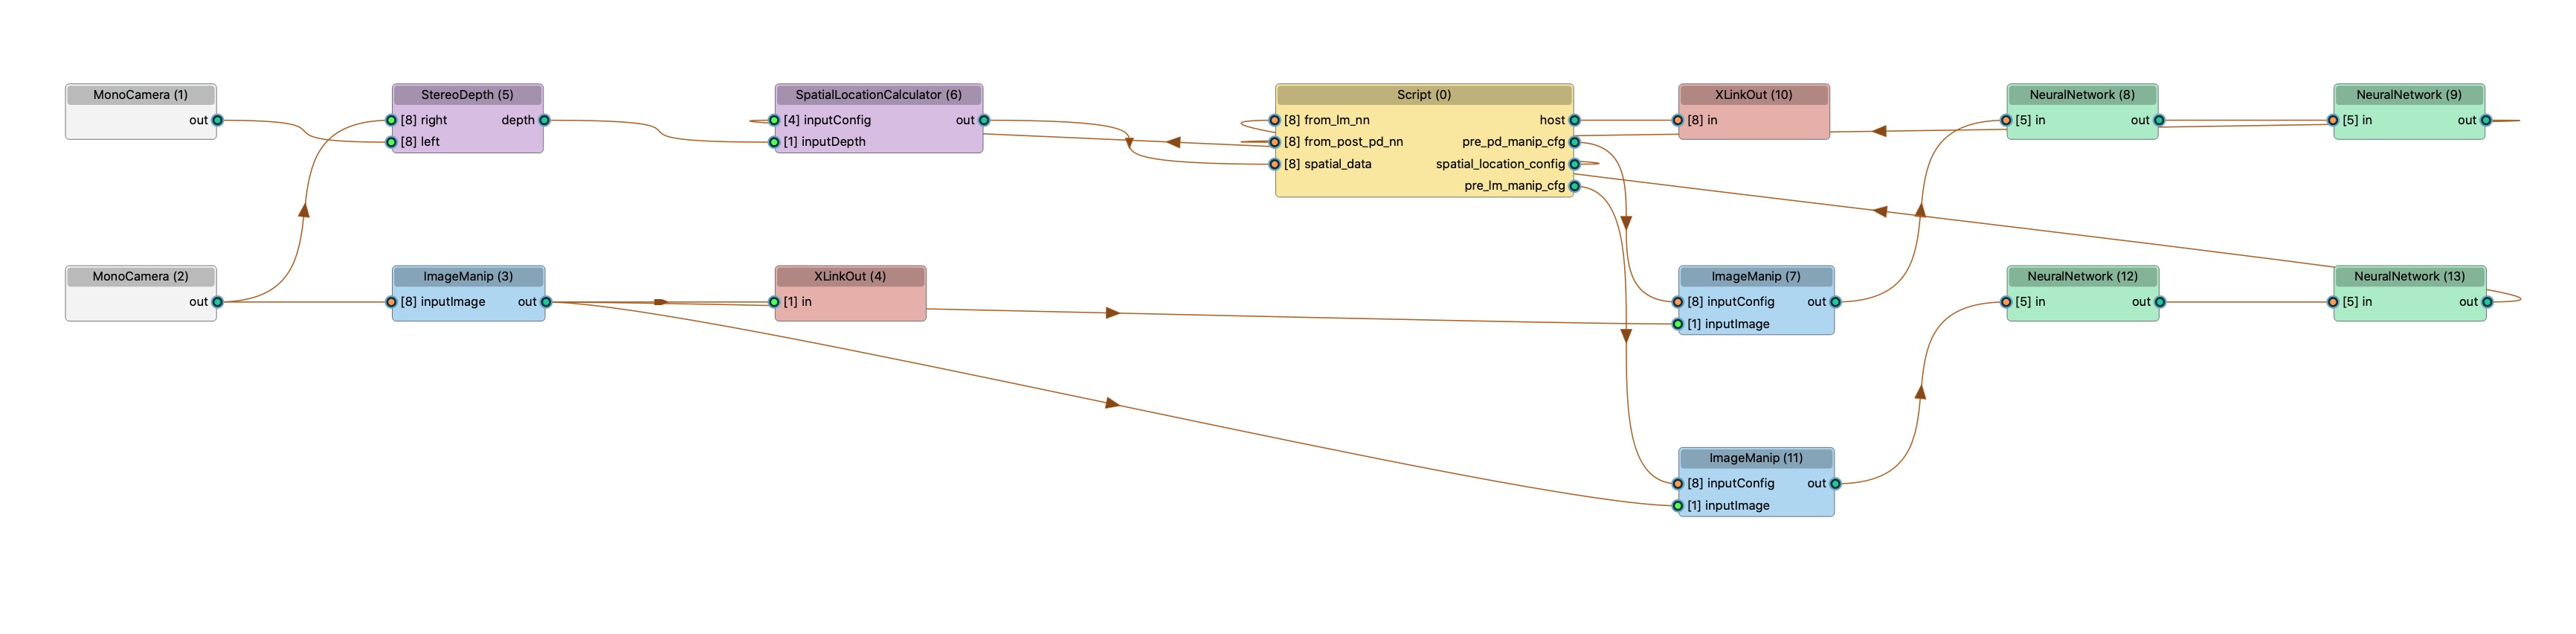 MonoCamera (1)
out
StereoDepth (5)
[8] right
depth
[8] left
SpatialLocationCalculator (6)
[4] inputConfig
out
[1] inputDepth
Script (0)
[8] from_lm_nn
host
[8] from_post_pd_nn
pre_pd_manip_cfg
[8] spatial_data
spatial_location_config
pre_lm_manip_cfg
XLinkOut (10)
[8] in
NeuralNetwork (8)
[5] in
out
NeuralNetwork (9)
[5] in
out
MonoCamera (2)
out
ImageManip (3)
[8] inputImage
out
XLinkOut (4)
[1] in
ImageManip (7)
[8] inputConfig
out
[1] inputImage
NeuralNetwork (12)
[5] in
out
NeuralNetwork (13)
[5] in
out
ImageManip (11)
[8] inputConfig
out
[1] inputImage